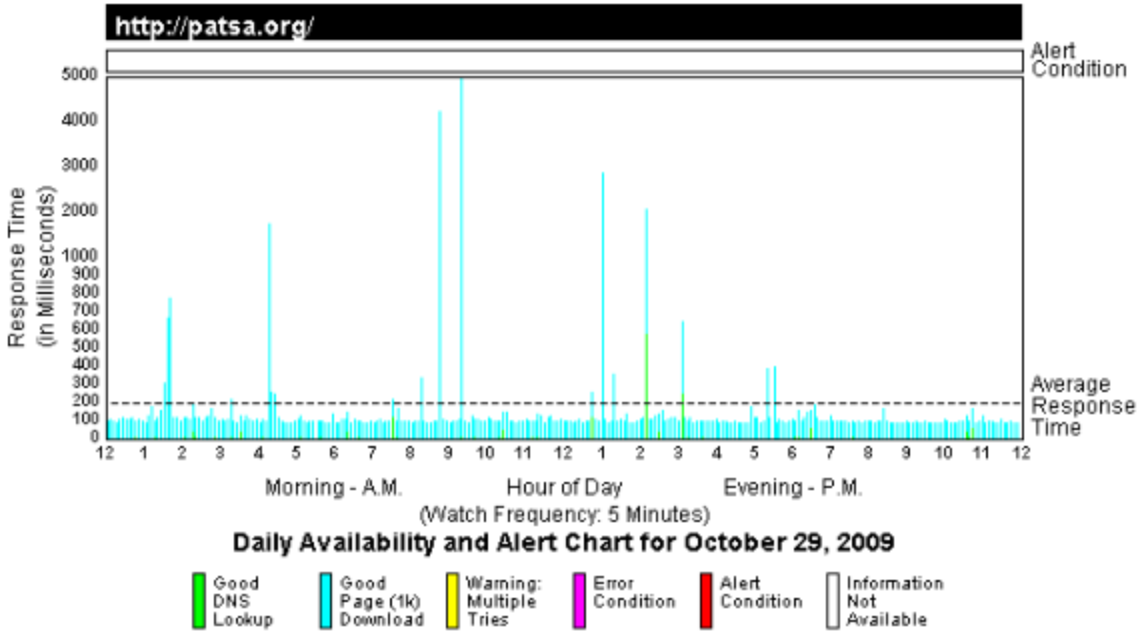 http://patsa.org/
Alert
Condition
5000
4000
3000
2000
1000
900
800
700
600
500
400
300
200
100
0
Response Time
(in Milliseconds)
Average
Response
Time
12 1 2 3 4 5 6 7 8 9 10 11 12 1 2 3 4 5 6 7 8 9 10 11 12
Morning - A.M. Hour of Day Evening - P.M.
(Watch Frequency: 5 Minutes)
Daily Availability and Alert Chart for October 29, 2009
Good
DNS
Lookup
Good
Page (1k)
Download
Warning:
Multiple
Tries
Error
Condition
Alert
Condition
Information
Not
Available